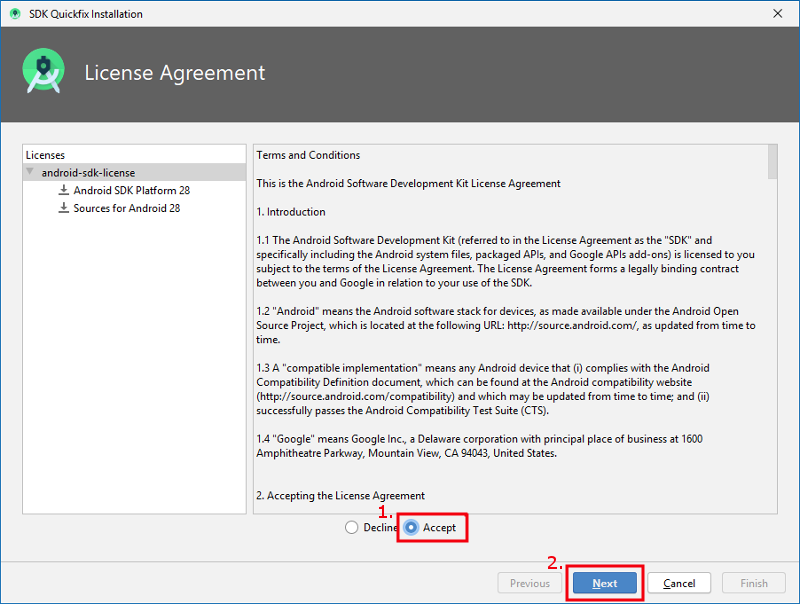 SDK Quickfix Installation
License Agreement
Licenses
android-sdk-license
Android SDK Platform 28
Sources for Android 28
Terms and Conditions
This is the Android Software Development Kit License Agreement
1. Introduction
1.1 The Android Software Development Kit (referred to in the License Agreement as the "SDK" and
specifically including the Android system files, packaged APIs, and Google APIs add-ons) is licensed to you
subject to the terms of the License Agreement. The License Agreement forms a legally binding contract
between you and Google in relation to your use of the SDK.
1.2 "Android" means the Android software stack for devices, as made available under the Android Open
Source Project, which is located at the following URL: http://source.android.com/, as updated from time to
time.
1.3 A "compatible implementation" means any Android device that (i) complies with the Android
Compatibility Definition document, which can be found at the Android compatibility website
(http://source.android.com/compatibility) and which may be updated from time to time; and (ii)
successfully passes the Android Compatibility Test Suite (CTS).
1.4 "Google" means Google Inc., a Delaware corporation with principal place of business at 1600
Amphitheatre Parkway, Mountain View, CA 94043, United States.
2. Accepting the License Agreement
1.
Decline Accept
2.
Previous Next Cancel Finish